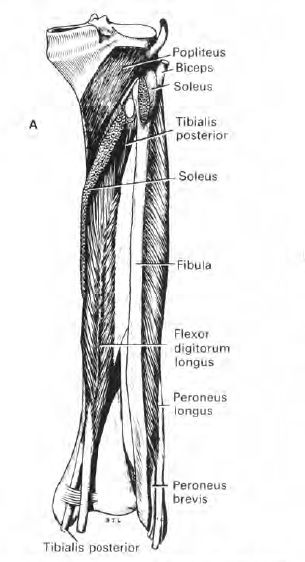 Popliteus
Biceps
Soleus
A
Tibialis
posterior
Soleus
Fibula
Flexor
digitorum
longus
Peroneus
longus
Peroneus
brevis
Tibialis posterior